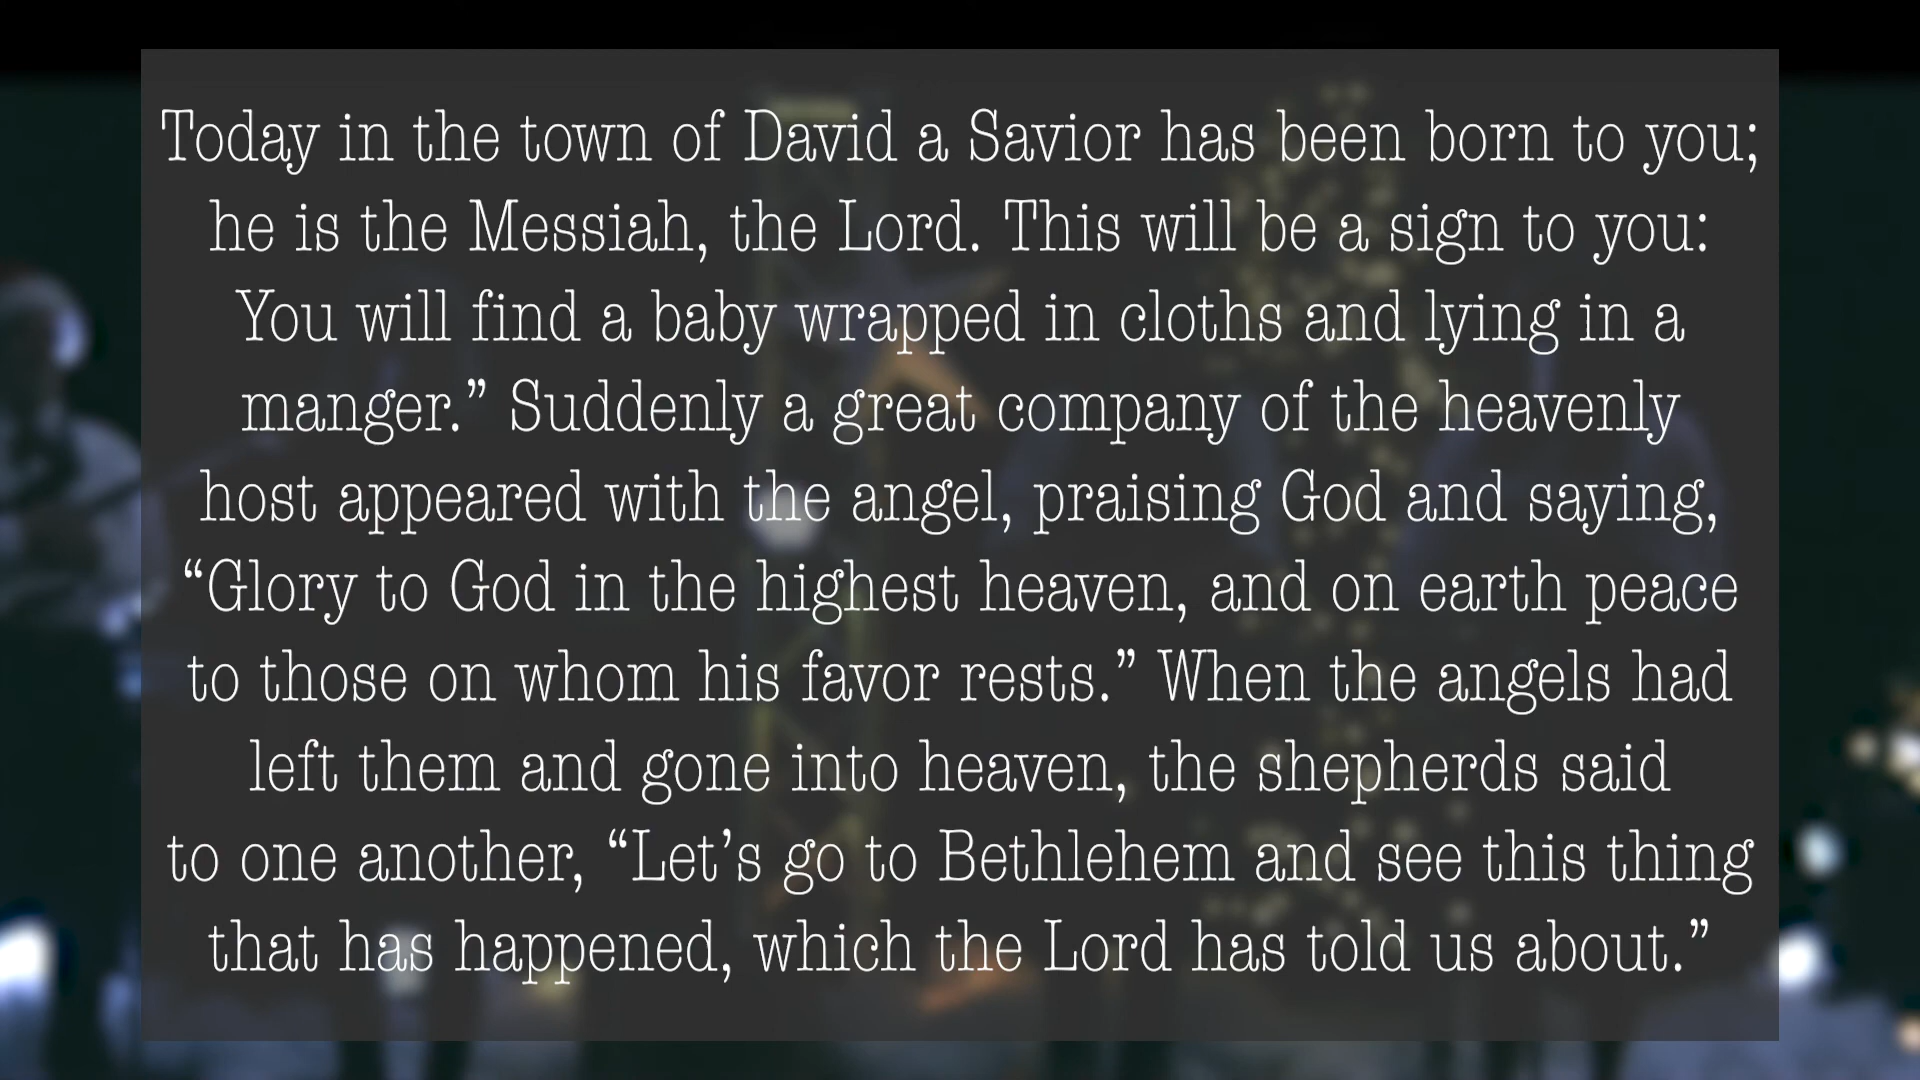 Today in the town of David a Savior has been born to you;
he is the Messiah, the Lord. This will be a sign to you:
You will find a baby wrapped in cloths and lying in a
manger.” Suddenly a great company of the heavenly
host appeared with the angel, praising God and saying,
“Glory to God in the highest heaven, and on earth peace
to those on whom his favor rests.” When the angels had
left them and gone into heaven, the shepherds said
to one another, “Let’s go to Bethlehem and see this thing
that has happened, which the Lord has told us about.”